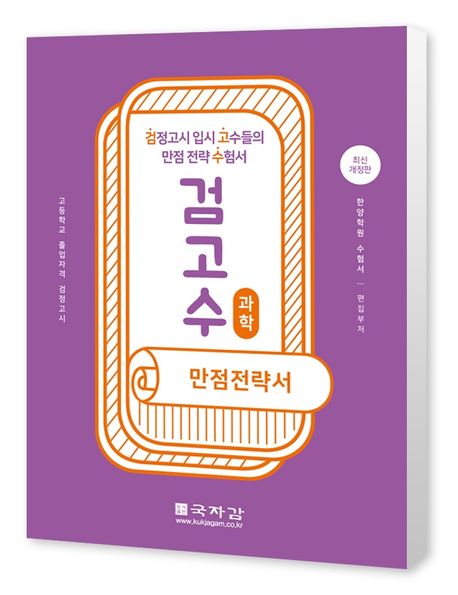 검정고시 입시 고수들의
만점 전략 수험서
검고수
과학
만점전략서
최신
개정판
고등학교 졸업자격 검정고시
한양학원 수험서 | 편집부 저
국자감
www.kukjagam.co.kr